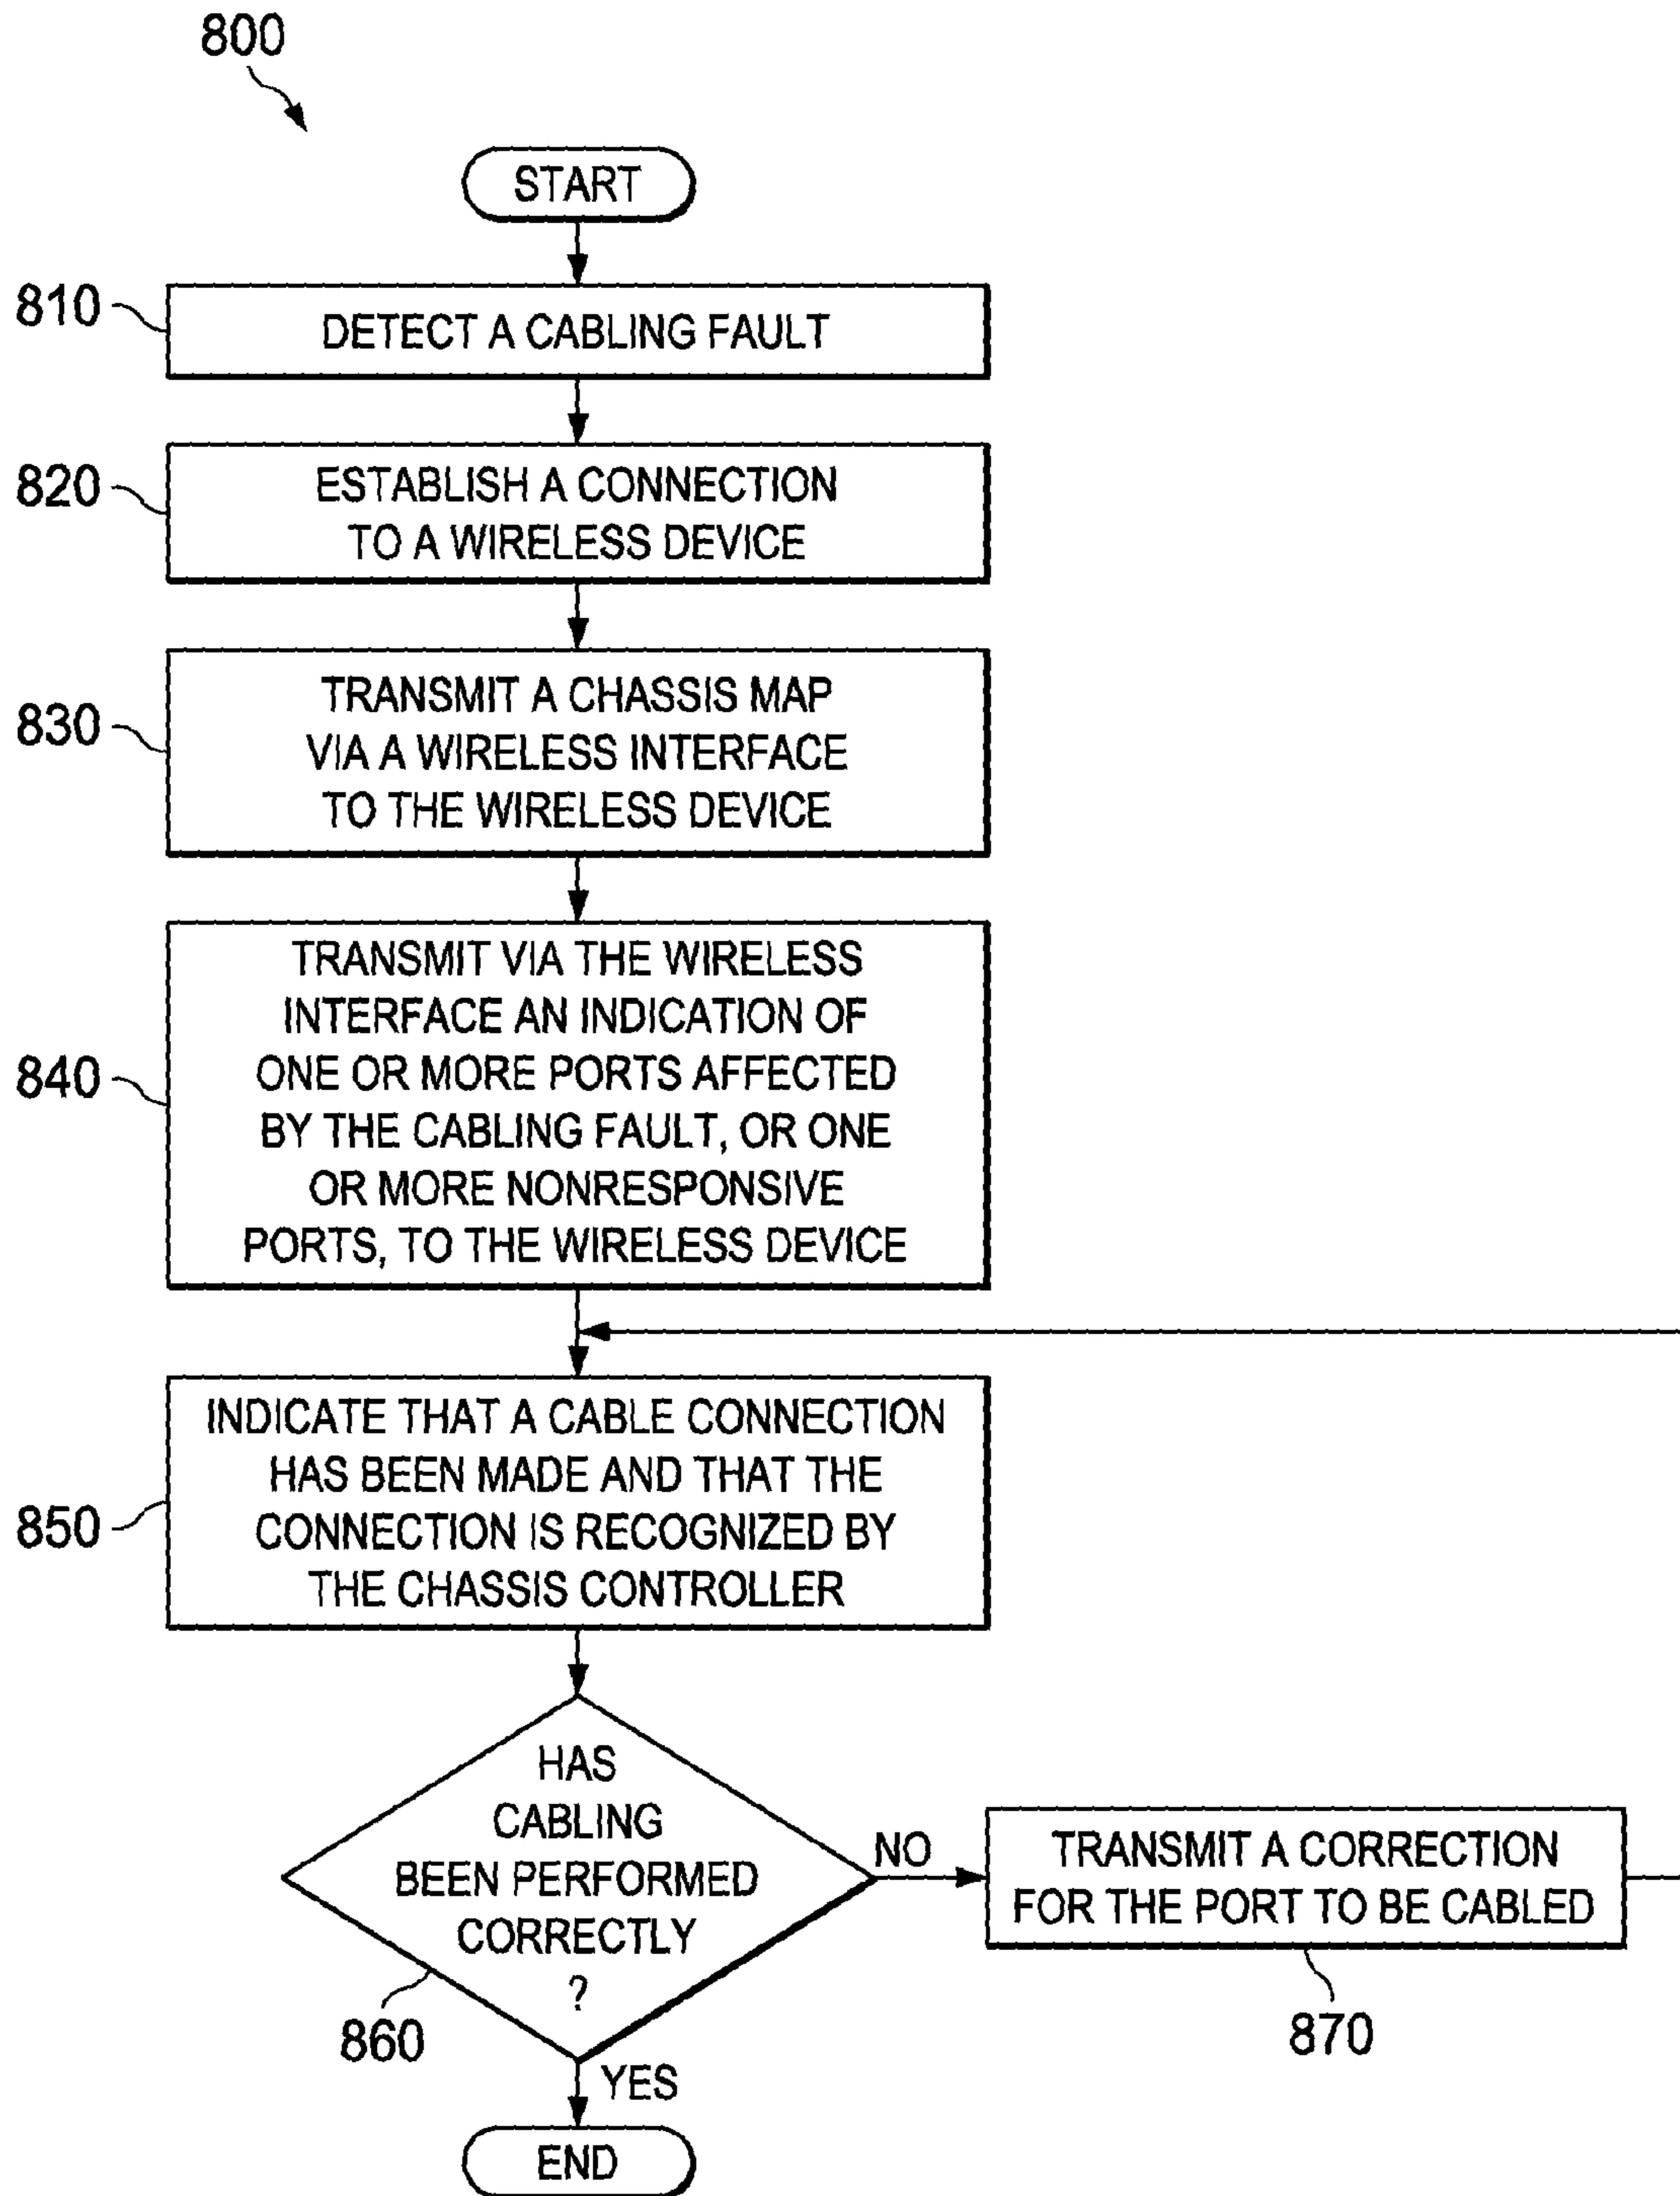 800
START
810
DETECT A CABLING FAULT
820
ESTABLISH A CONNECTION
TO A WIRELESS DEVICE
830
TRANSMIT A CHASSIS MAP
VIA A WIRELESS INTERFACE
TO THE WIRELESS DEVICE
840
TRANSMIT VIA THE WIRELESS
INTERFACE AN INDICATION OF
ONE OR MORE PORTS AFFECTED
BY THE CABLING FAULT, OR ONE
OR MORE NONRESPONSIVE
PORTS, TO THE WIRELESS DEVICE
850
INDICATE THAT A CABLE CONNECTION
HAS BEEN MADE AND THAT THE
CONNECTION IS RECOGNIZED BY
THE CHASSIS CONTROLLER
HAS
CABLING
BEEN PERFORMED
CORRECTLY
?
860
NO
TRANSMIT A CORRECTION
FOR THE PORT TO BE CABLED
870
YES
END